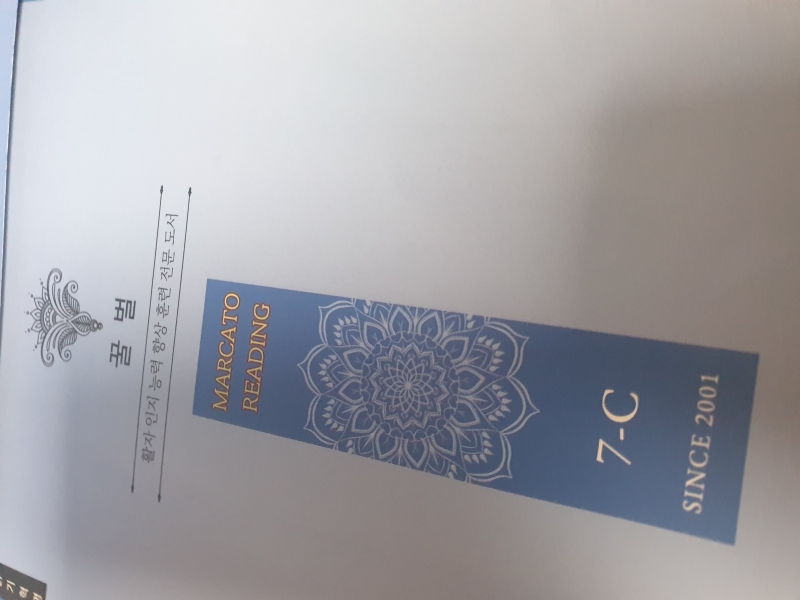 꿀벌
활자 인지 능력 향상 훈련 전문 도서
MARCATO
READING
7-C
SINCE 2001